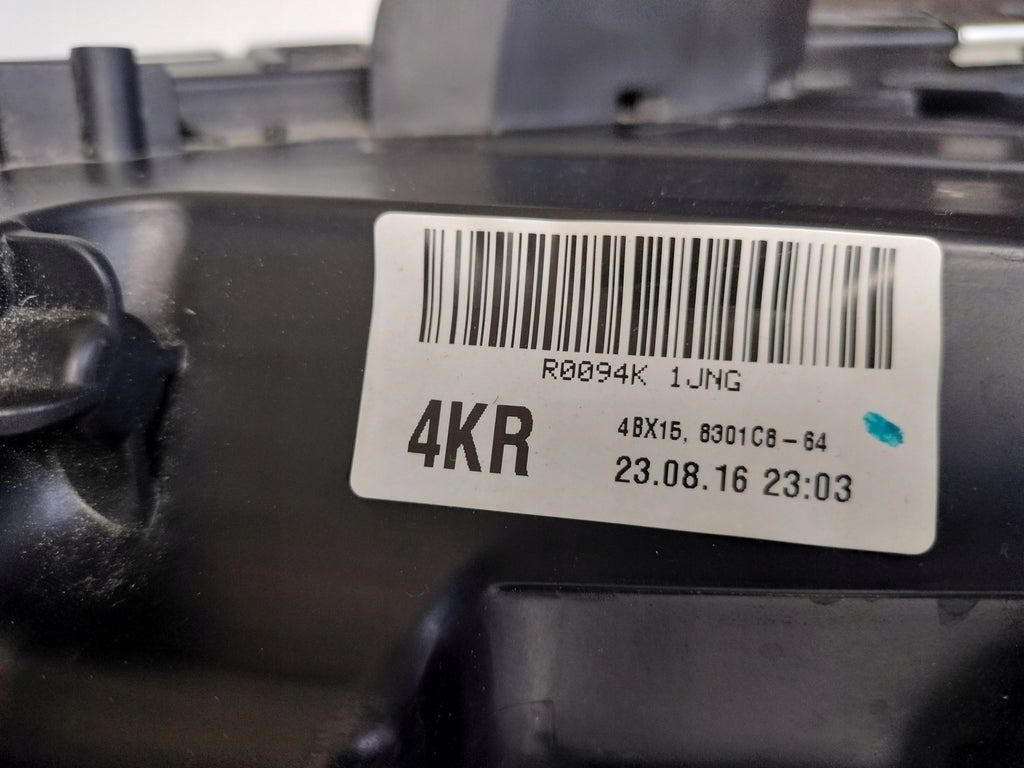 R0094K 1JNG
4KR
4BX15, 8301C8-64
23.08.16 23:03